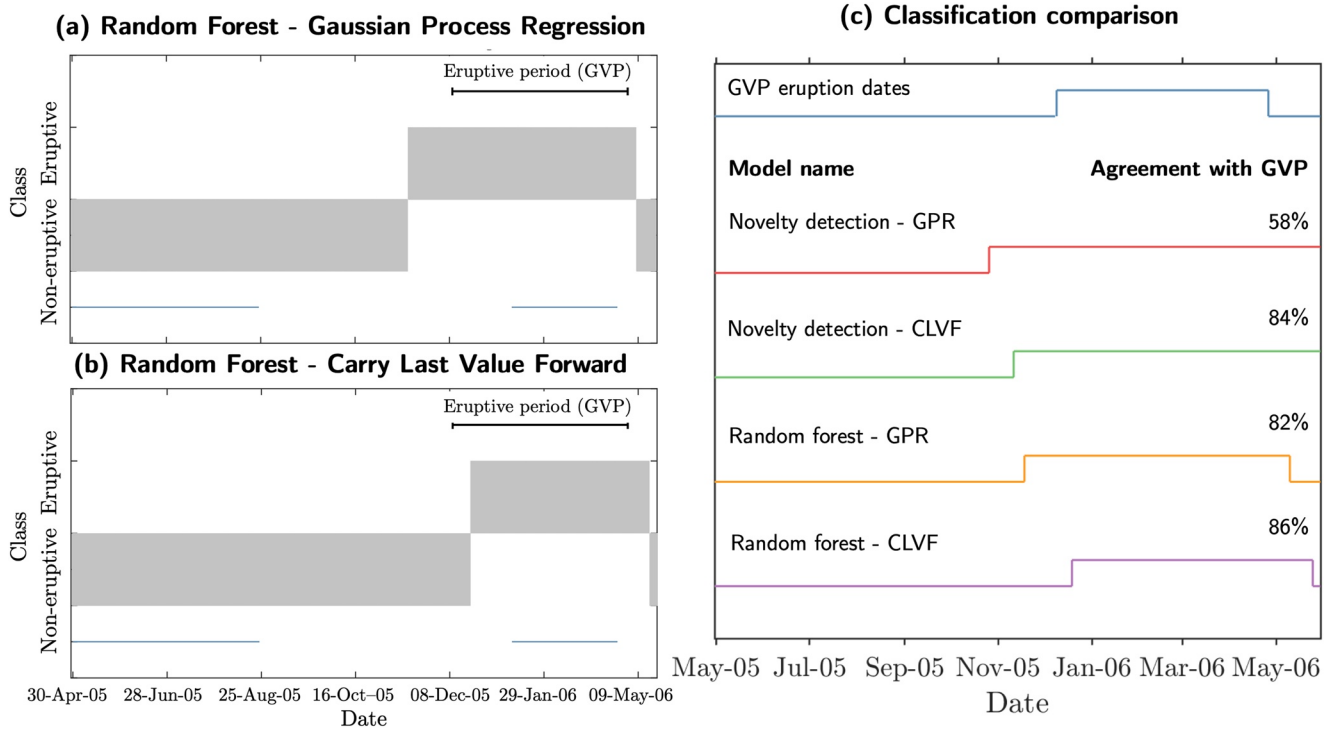 (a) Random Forest - Gaussian Process Regression
Eruptive period (GVP)
Class
Eruptive
Non-eruptive
(b) Random Forest - Carry Last Value Forward
Eruptive period (GVP)
Class
Eruptive
Non-eruptive
30-Apr-05 28-Jun-05 25-Aug-05 16-Oct–05 08-Dec-05 29-Jan-06 09-May-06
Date
(c) Classification comparison
GVP eruption dates
Model name Agreement with GVP
Novelty detection - GPR 58%
Novelty detection - CLVF 84%
Random forest - GPR 82%
Random forest - CLVF 86%
May-05 Jul-05 Sep-05 Nov-05 Jan-06 Mar-06 May-06
Date